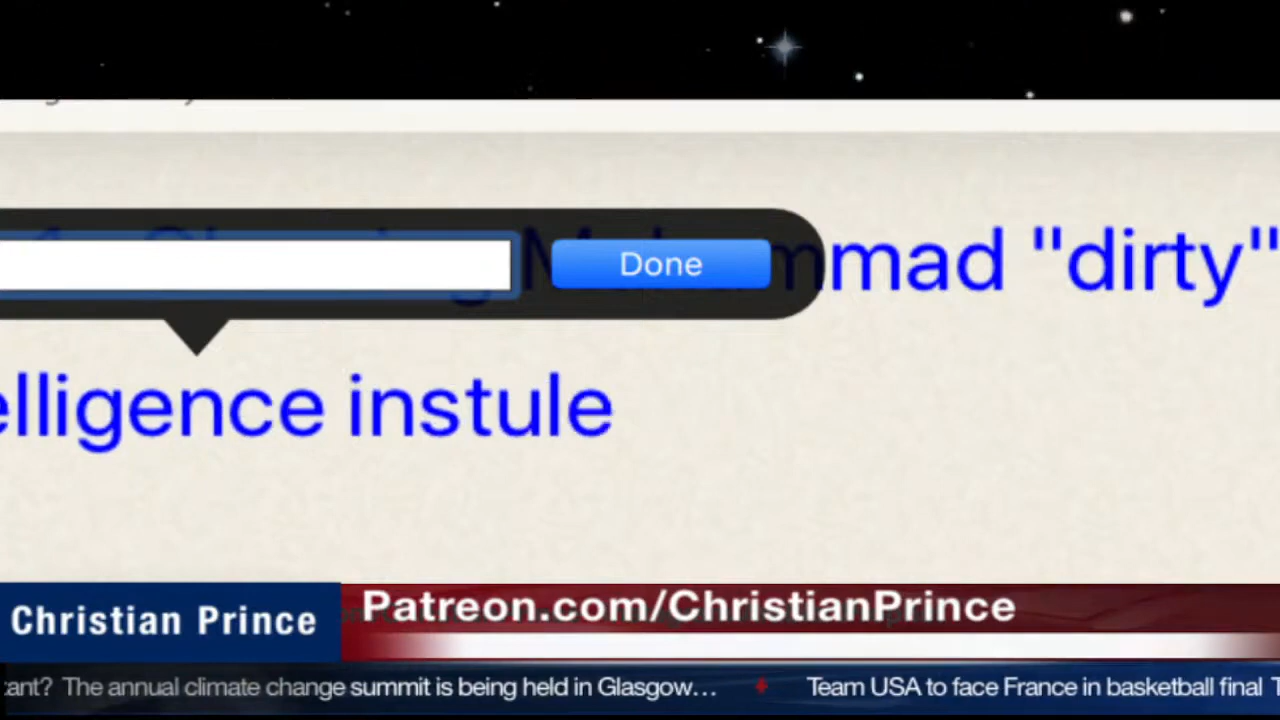 Done
mmad "dirty"
elligence instule
Christian Prince
Patreon.com/ChristianPrince
tant? The annual climate change summit is being held in Glasgow...
Team USA to face France in basketball final T